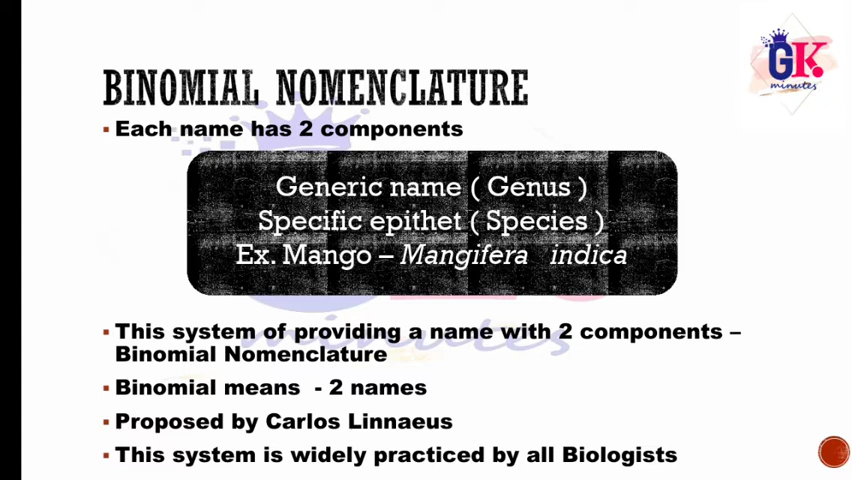 GK
minutes
BINOMIAL NOMENCLATURE
▪ Each name has 2 components
Generic name ( Genus )
Specific epithet ( Species )
Ex. Mango – Mangifera indica
▪ This system of providing a name with 2 components –
Binomial Nomenclature
▪ Binomial means - 2 names
▪ Proposed by Carlos Linnaeus
▪ This system is widely practiced by all Biologists